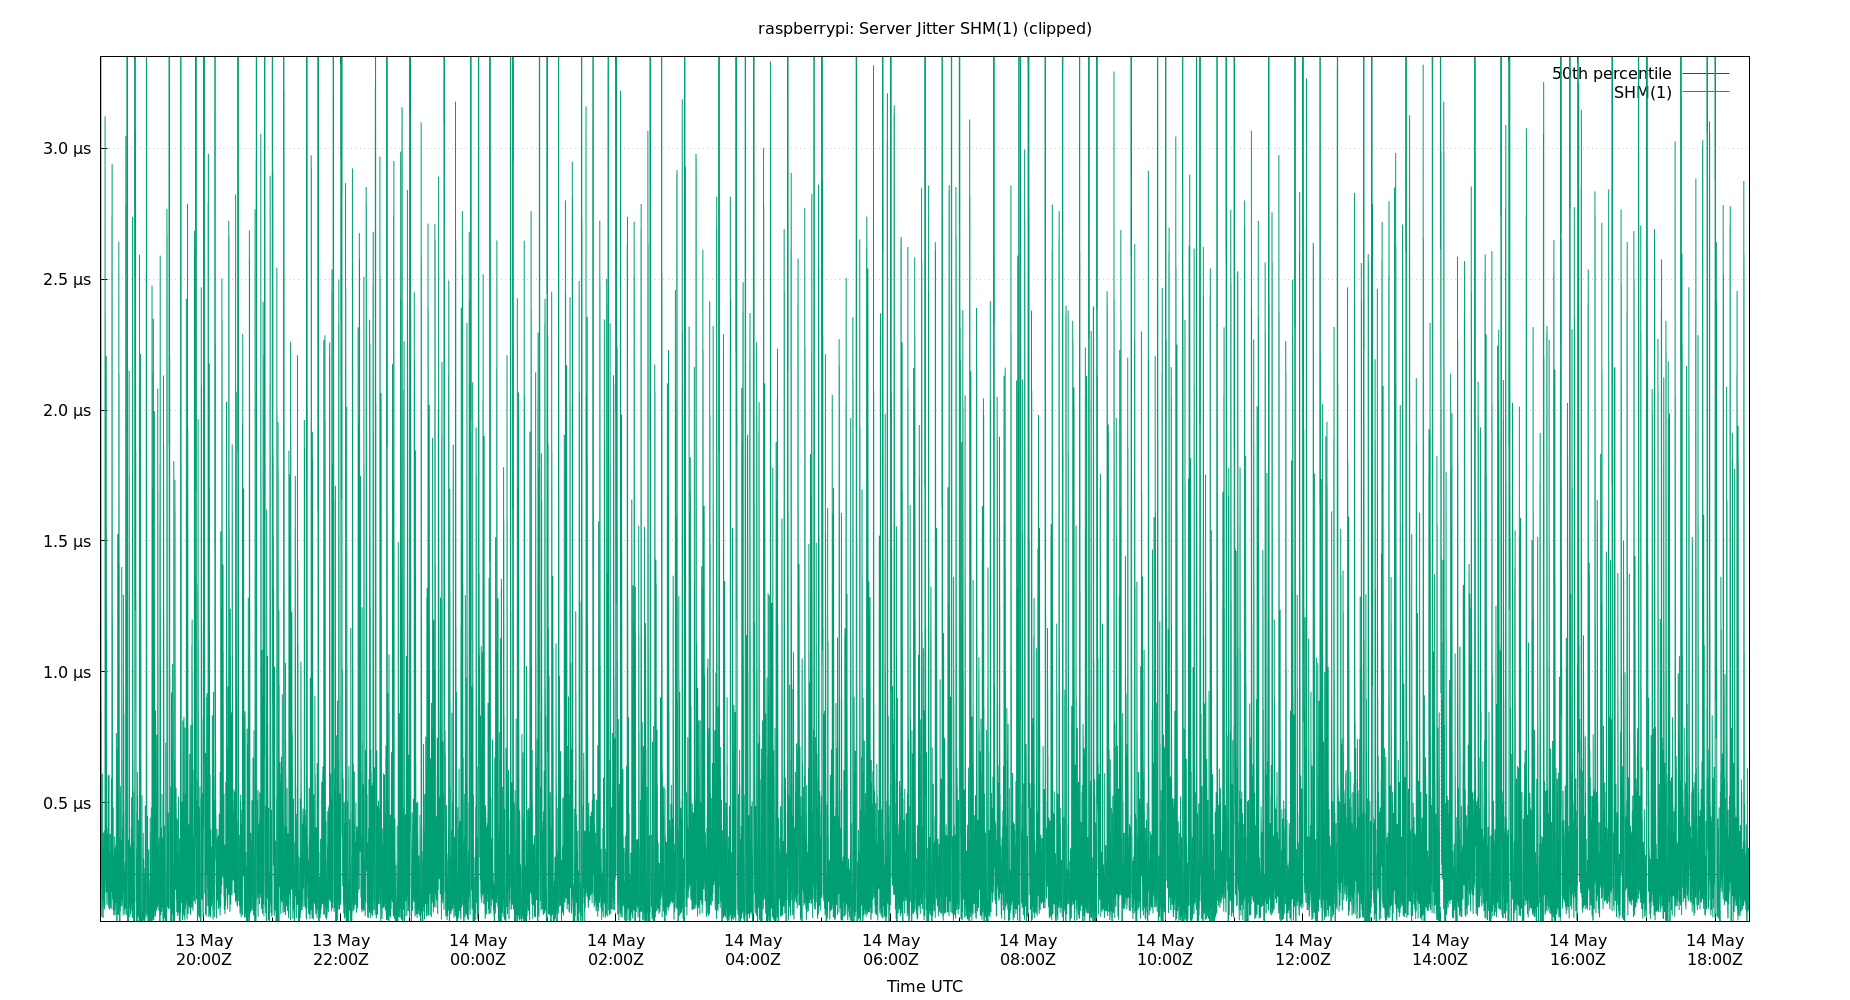 raspberrypi: Server Jitter SHM(1) (clipped)
50th percentile
SHM(1)
3.0 µs
2.5 µs
2.0 µs
1.5 µs
1.0 µs
0.5 µs
13 May 13 May 14 May 14 May 14 May 14 May 14 May 14 May 14 May 14 May 14 May 14 May
20:00Z 22:00Z 00:00Z 02:00Z 04:00Z 06:00Z 08:00Z 10:00Z 12:00Z 14:00Z 16:00Z 18:00Z
Time UTC